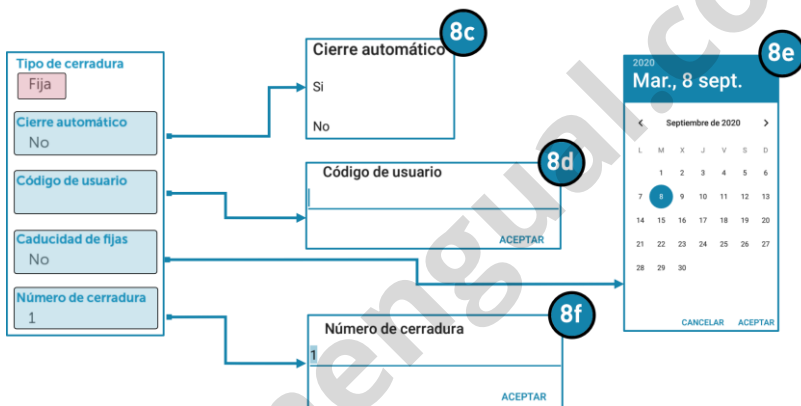 Tipo de cerradura
Fija
Cierre automático
No
Código de usuario
Caducidad de fijas
No
Número de cerradura
1
8c
Cierre automático
Si
No
8d
Código de usuario
ACEPTAR
8e
2020
Mar., 8 sept.
< Septiembre de 2020 >
L M X J V S D
1 2 3 4 5 6
7 8 9 10 11 12 13
14 15 16 17 18 19 20
21 22 23 24 25 26 27
28 29 30
CANCELAR ACEPTAR
8f
Número de cerradura
1
ACEPTAR